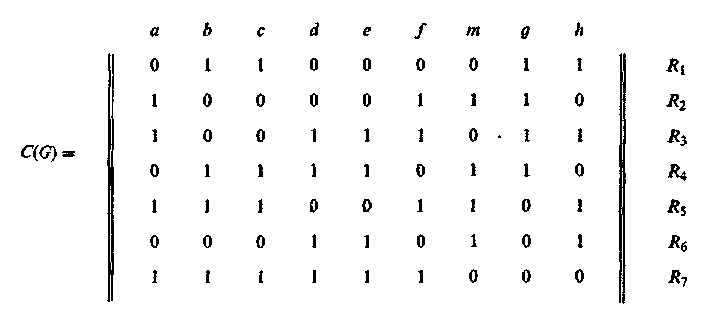 a b c d e f m g h
0 1 1 0 0 0 0 1 1 R₁
1 0 0 0 0 1 1 1 0 R₂
1 0 0 1 1 1 0 1 1 R₃
C(G) =
0 1 1 1 1 0 1 1 0 R₄
1 1 1 0 0 1 1 0 1 R₅
0 0 0 1 1 0 1 0 1 R₆
1 1 1 1 1 1 0 0 0 R₇